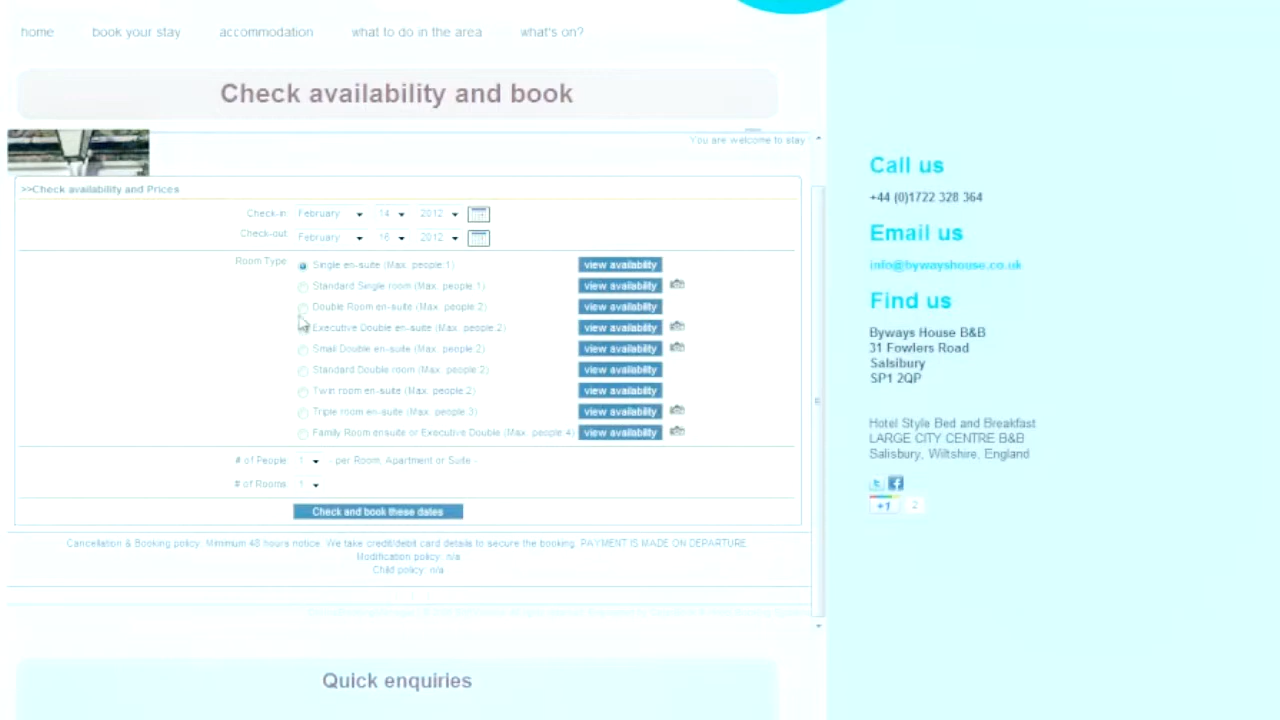 home book your stay accommodation what to do in the area what's on?
Check availability and book
You are welcome to stay
>>Check availability and Prices
Check-in: February 14 2012
Check-out: February 16 2012
Room Type: Single en-suite (Max. people:1) view availability
Standard Single room (Max. people:1) view availability
Double Room en-suite (Max. people:2) view availability
Executive Double en-suite (Max. people:2) view availability
Small Double en-suite (Max. people:2) view availability
Standard Double room (Max. people:2) view availability
Twin room en-suite (Max. people:2) view availability
Triple room en-suite (Max. people:3) view availability
Family Room ensuite or Executive Double (Max. people:4) view availability
# of People: 1 - per Room, Apartment or Suite -
# of Rooms: 1
Check and book these dates
Cancellation & Booking policy: Minimum 48 hours notice. We take credit/debit card details to secure the booking. PAYMENT IS MADE ON DEPARTURE
Modification policy: n/a
Child policy: n/a
Quick enquiries
Call us
+44 (0)1722 328 364
Email us
info@bywayshouse.co.uk
Find us
Byways House B&B
31 Fowlers Road
Salsibury
SP1 2QP
Hotel Style Bed and Breakfast
LARGE CITY CENTRE B&B
Salisbury, Wiltshire, England
+1 2